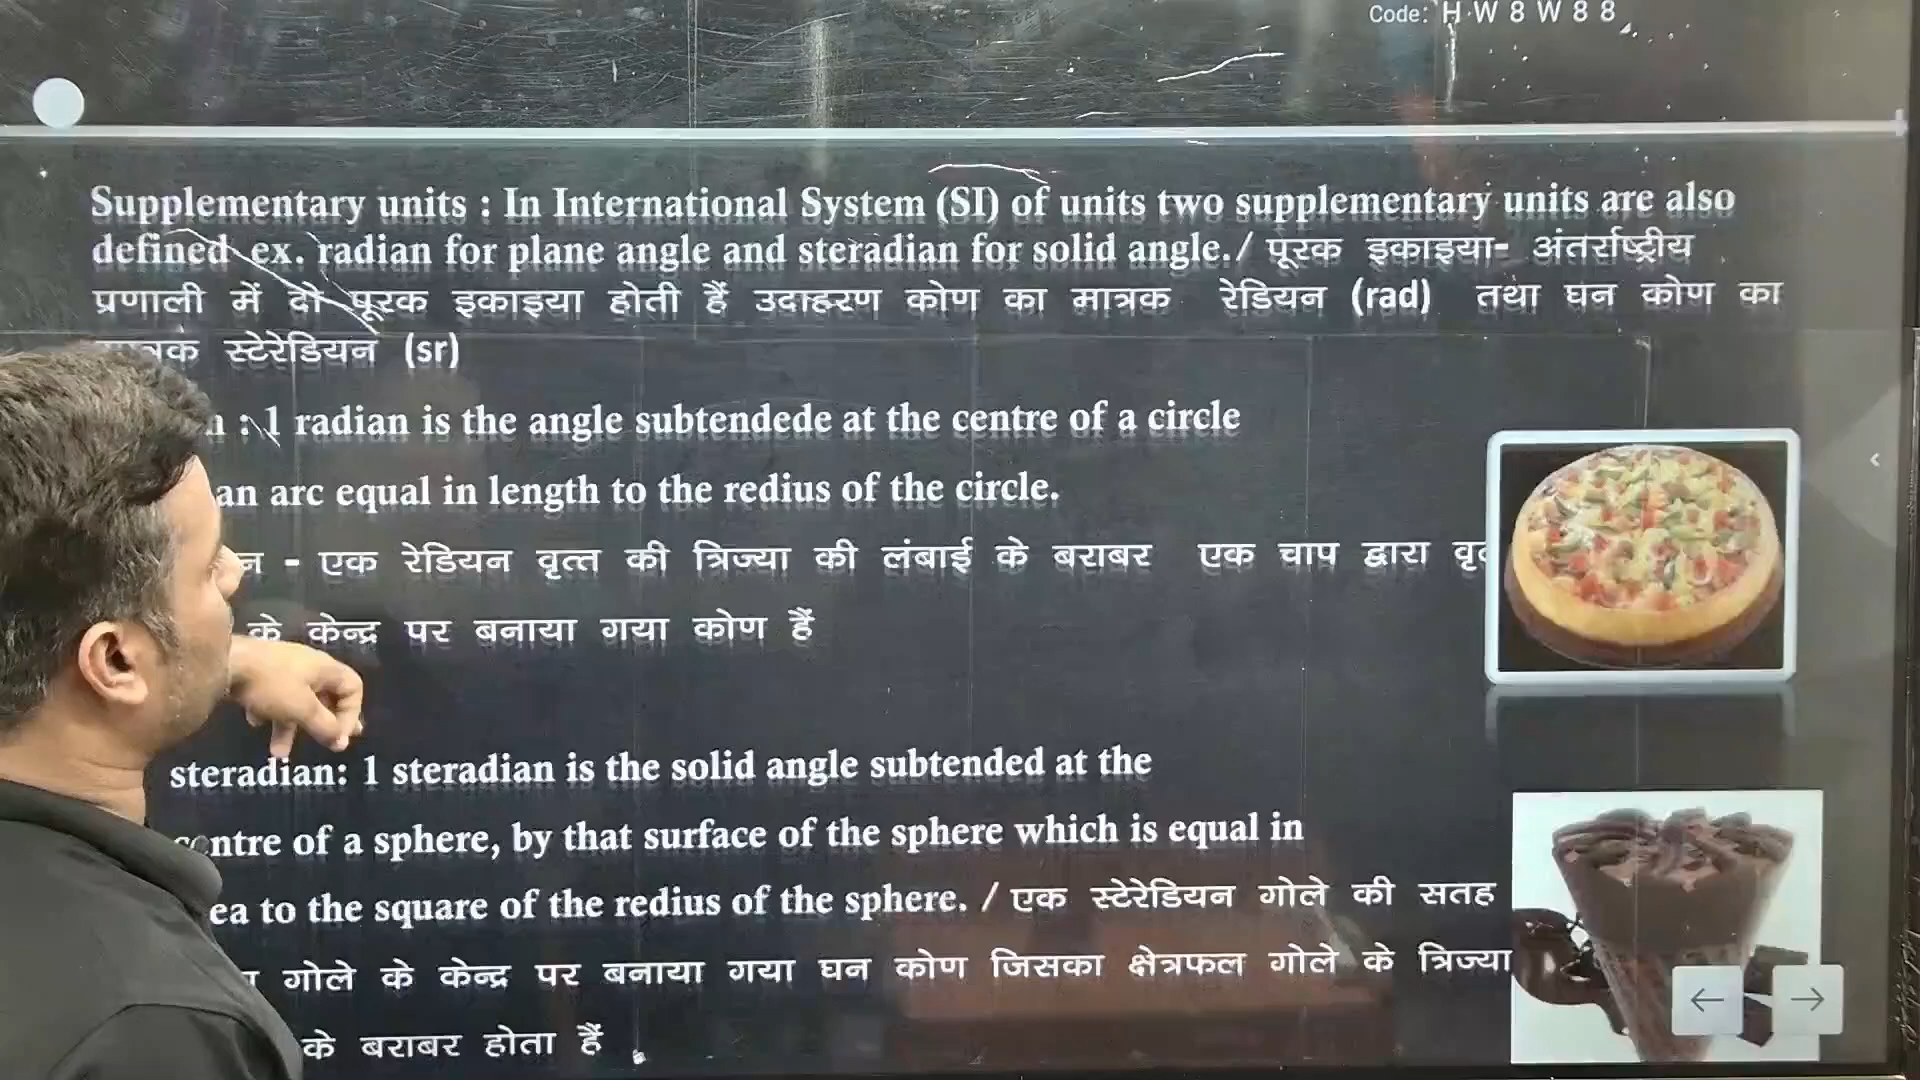 Code: H W 8 W 8 8
Supplementary units : In International System (SI) of units two supplementary units are also
defined ex. radian for plane angle and steradian for solid angle./ पूरक इकाइया- अंतर्राष्ट्रीय
प्रणाली में दो पूरक इकाइया होती हैं उदाहरण कोण का मात्रक रेडियन (rad) तथा घन कोण का
स्टेरेडियन (sr)
: 1 radian is the angle subtendede at the centre of a circle
an arc equal in length to the redius of the circle.
- एक रेडियन वृत्त की त्रिज्या की लंबाई के बराबर एक चाप द्वारा
के केन्द्र पर बनाया गया कोण हैं
steradian: 1 steradian is the solid angle subtended at the
centre of a sphere, by that surface of the sphere which is equal in
to the square of the redius of the sphere. / एक स्टेरेडियन गोले की सतह
गोले के केन्द्र पर बनाया गया घन कोण जिसका क्षेत्रफल गोले के त्रिज्या
के बराबर होता हैं